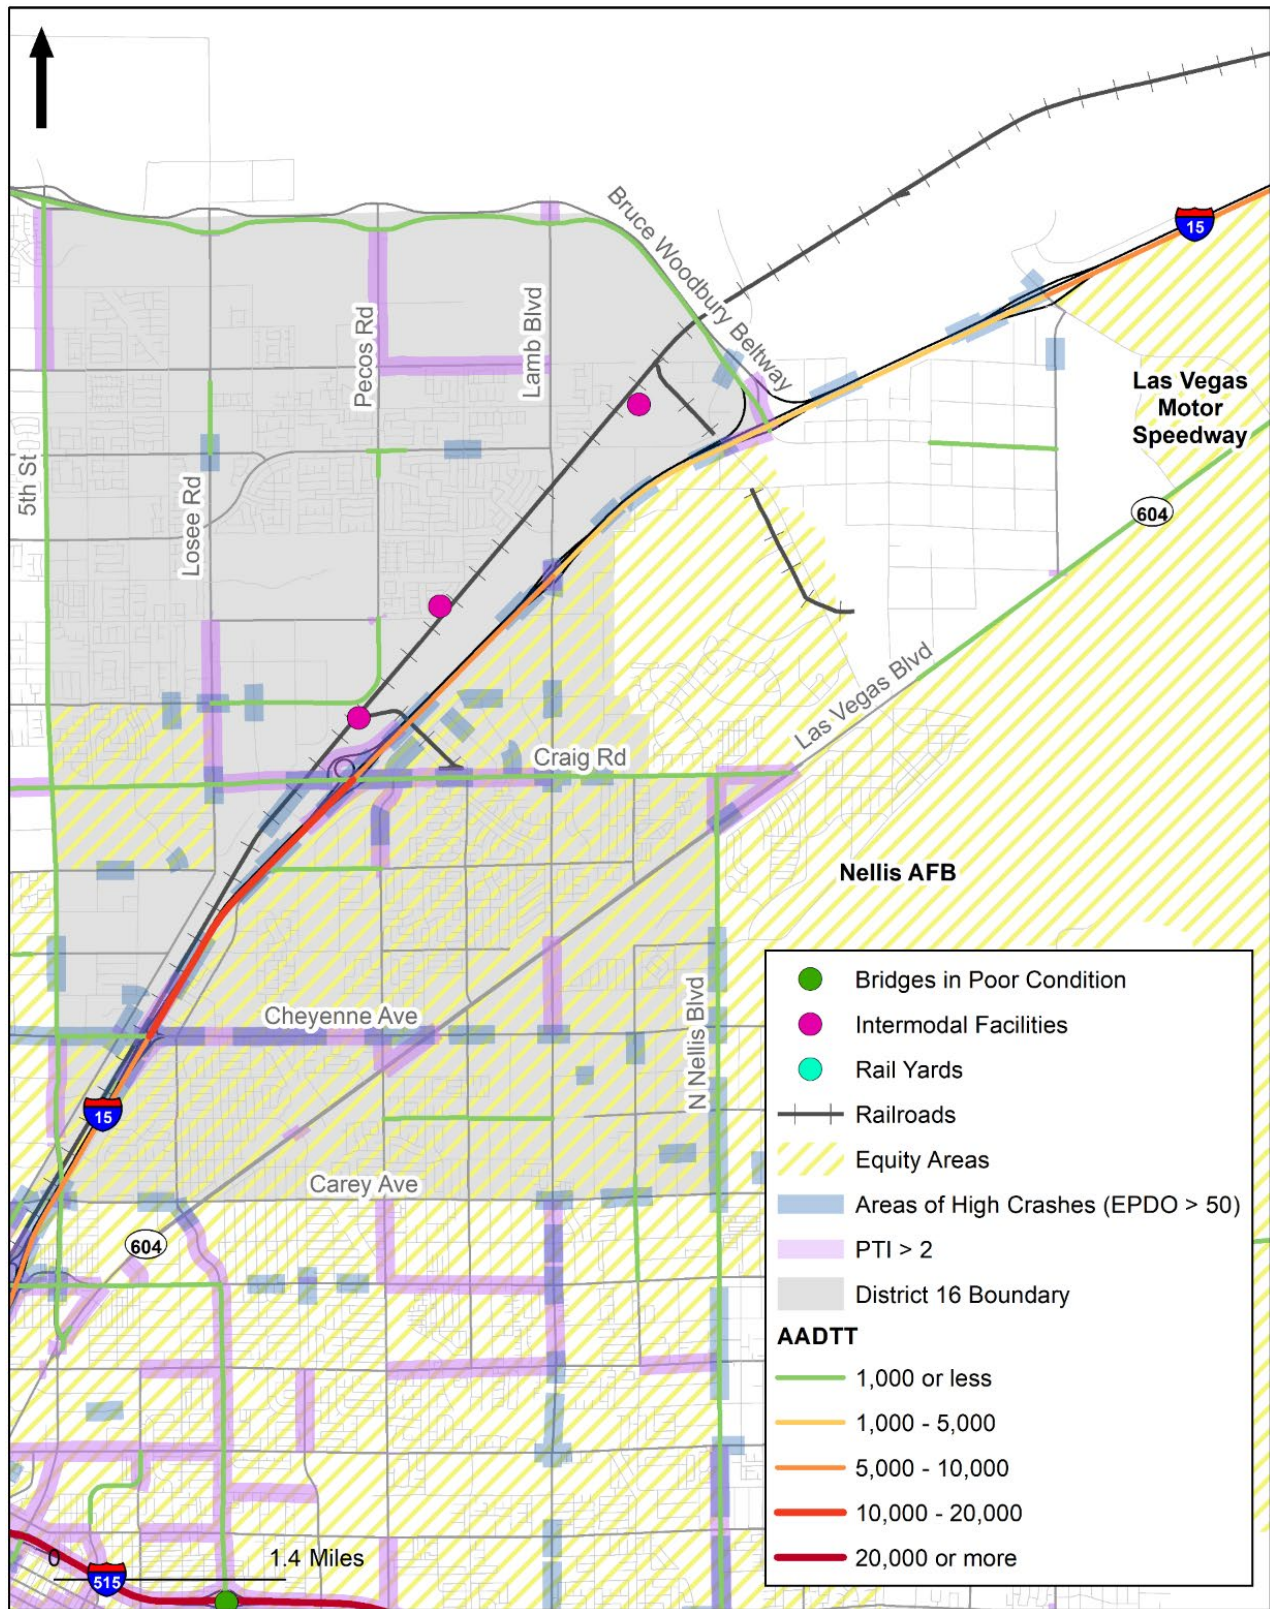 Bruce Woodbury Beltway
15
Pecos Rd
Lamb Blvd
Las Vegas
Motor
Speedway
5th St
Losee Rd
604
Las Vegas Blvd
Craig Rd
Nellis AFB
Cheyenne Ave
N Nellis Blvd
15
Carey Ave
604
0
1.4 Miles
515
Bridges in Poor Condition
Intermodal Facilities
Rail Yards
Railroads
Equity Areas
Areas of High Crashes (EPDO > 50)
PTI > 2
District 16 Boundary
AADTT
1,000 or less
1,000 - 5,000
5,000 - 10,000
10,000 - 20,000
20,000 or more